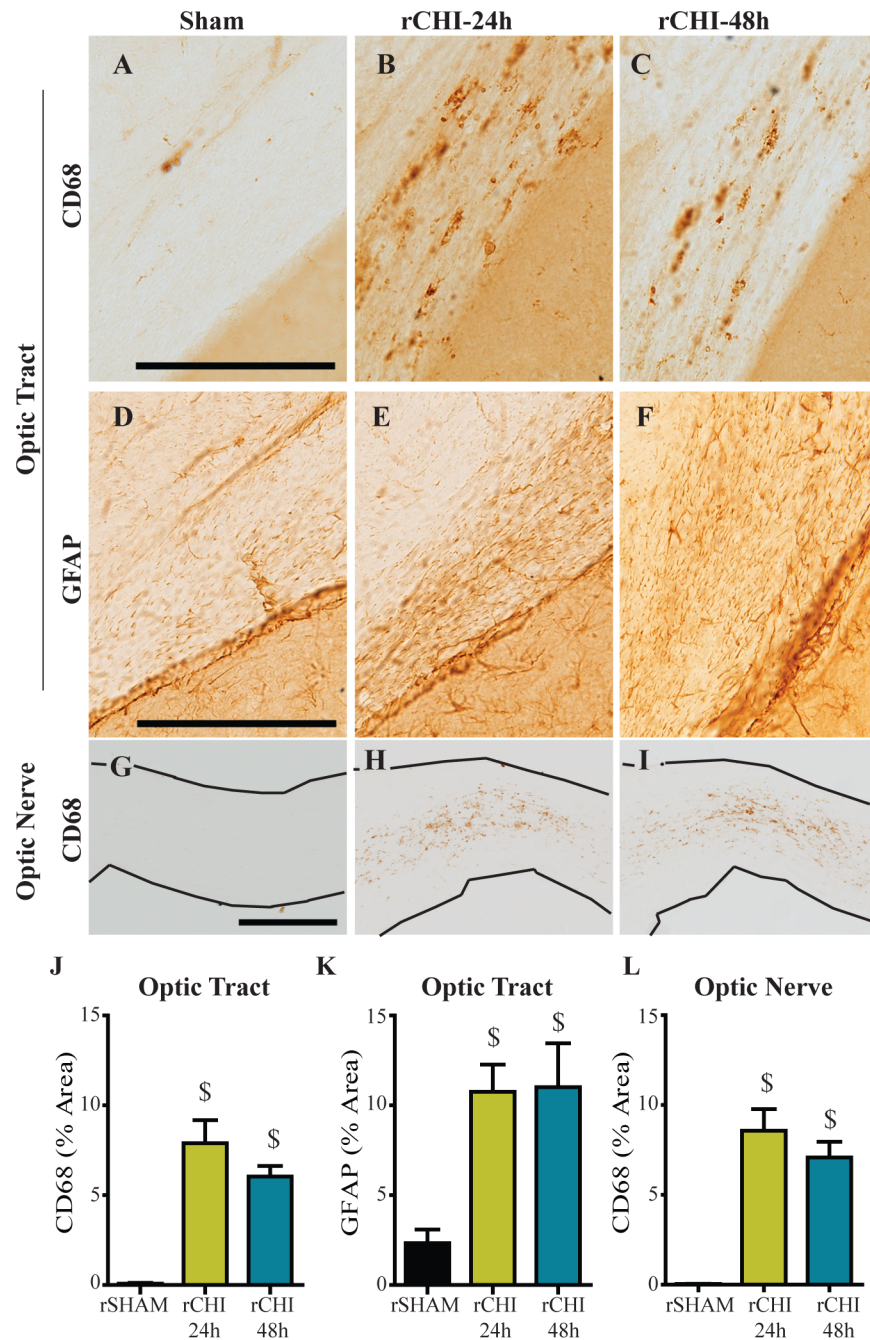 Sham rCHI-24h rCHI-48h
A B C
CD68
Optic Tract
D E F
GFAP
G H I
Optic Nerve
CD68
J K L
Optic Tract Optic Tract Optic Nerve
CD68 (% Area)
15
10
5
0
$ $
rSHAM rCHI 24h rCHI 48h
GFAP (% Area)
15
10
5
0
$ $
rSHAM rCHI 24h rCHI 48h
CD68 (% Area)
15
10
5
0
$ $
rSHAM rCHI 24h rCHI 48h